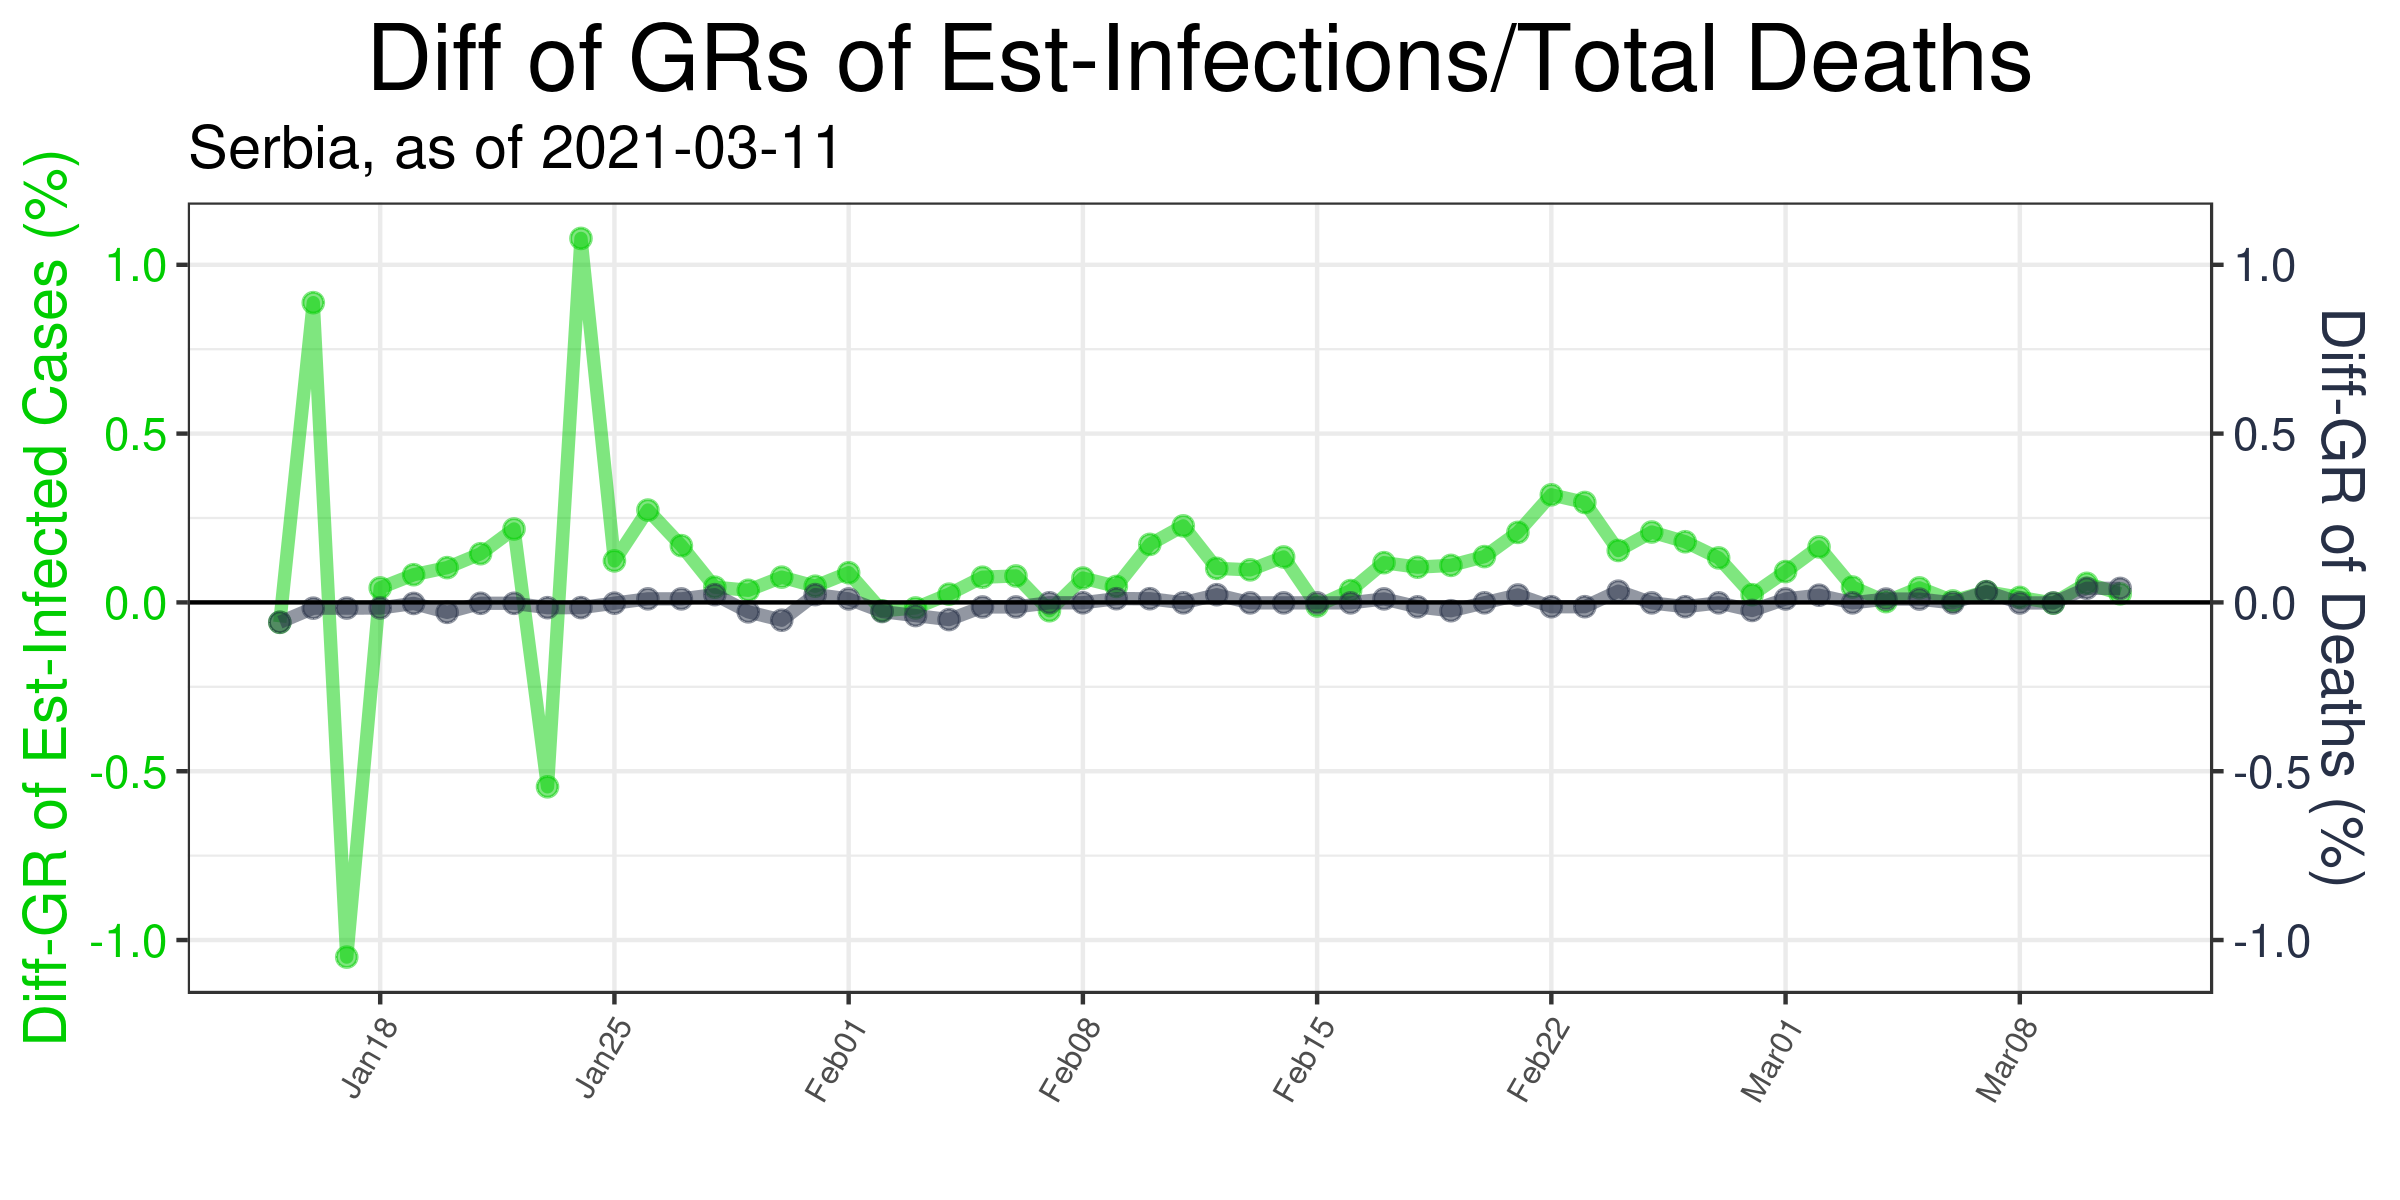 Diff of GRs of Est-Infections/Total Deaths
Serbia, as of 2021-03-11
Diff-GR of Est-Infected Cases (%)
1.0
0.5
0.0
-0.5
-1.0
1.0
0.5
0.0
-0.5
-1.0
Diff-GR of Deaths (%)
Jan18
Jan25
Feb01
Feb08
Feb15
Feb22
Mar01
Mar08